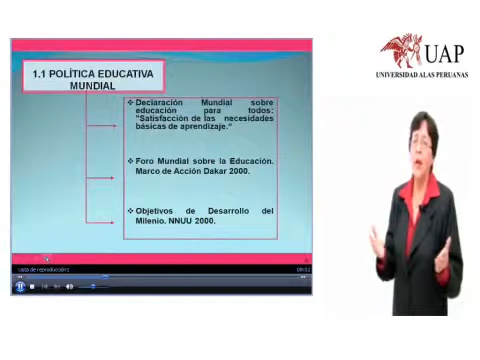 UAP
UNIVERSIDAD ALAS PERUANAS
1.1 POLÍTICA EDUCATIVA
MUNDIAL
❖ Declaración Mundial sobre
educación para todos:
"Satisfacción de las necesidades
básicas de aprendizaje."
❖ Foro Mundial sobre la Educación.
Marco de Acción Dakar 2000.
❖ Objetivos de Desarrollo del
Milenio. NNUU 2000.
Lista de reproducción1